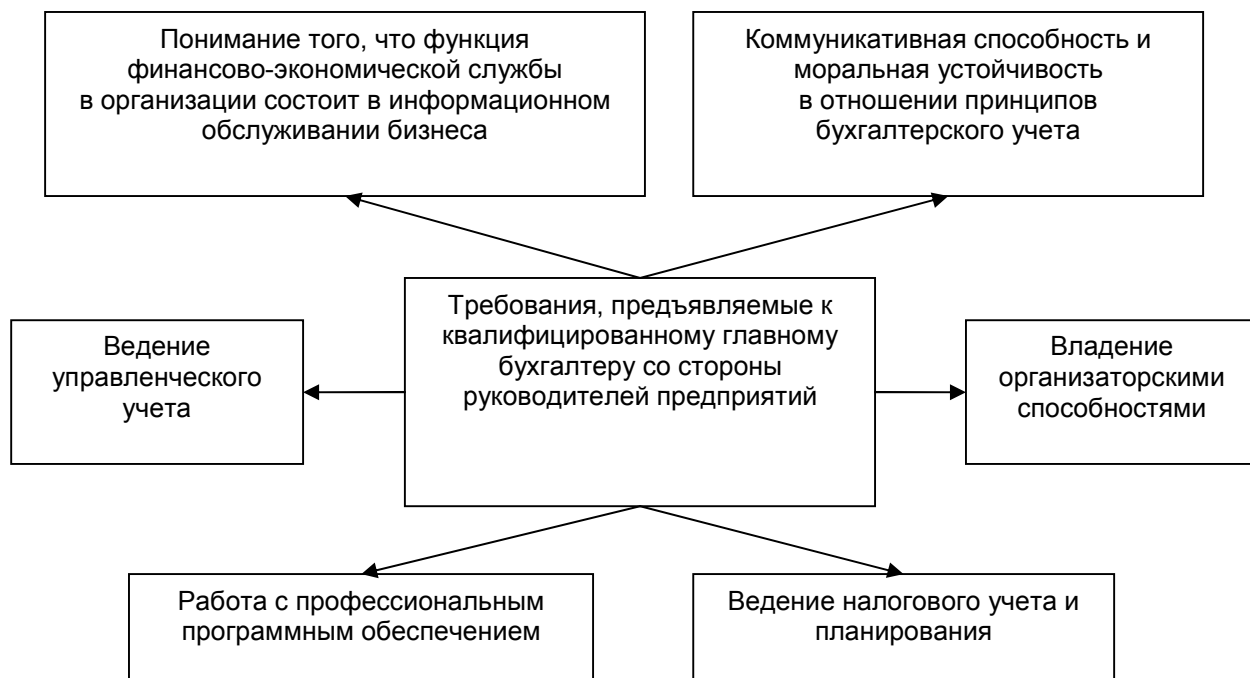 Понимание того, что функция
финансово-экономической службы
в организации состоит в информационном
обслуживании бизнеса
Коммуникативная способность и
моральная устойчивость
в отношении принципов
бухгалтерского учета
Ведение
управленческого
учета
Требования, предъявляемые к
квалифицированному главному
бухгалтеру со стороны
руководителей предприятий
Владение
организаторскими
способностями
Работа с профессиональным
программным обеспечением
Ведение налогового учета и
планирования